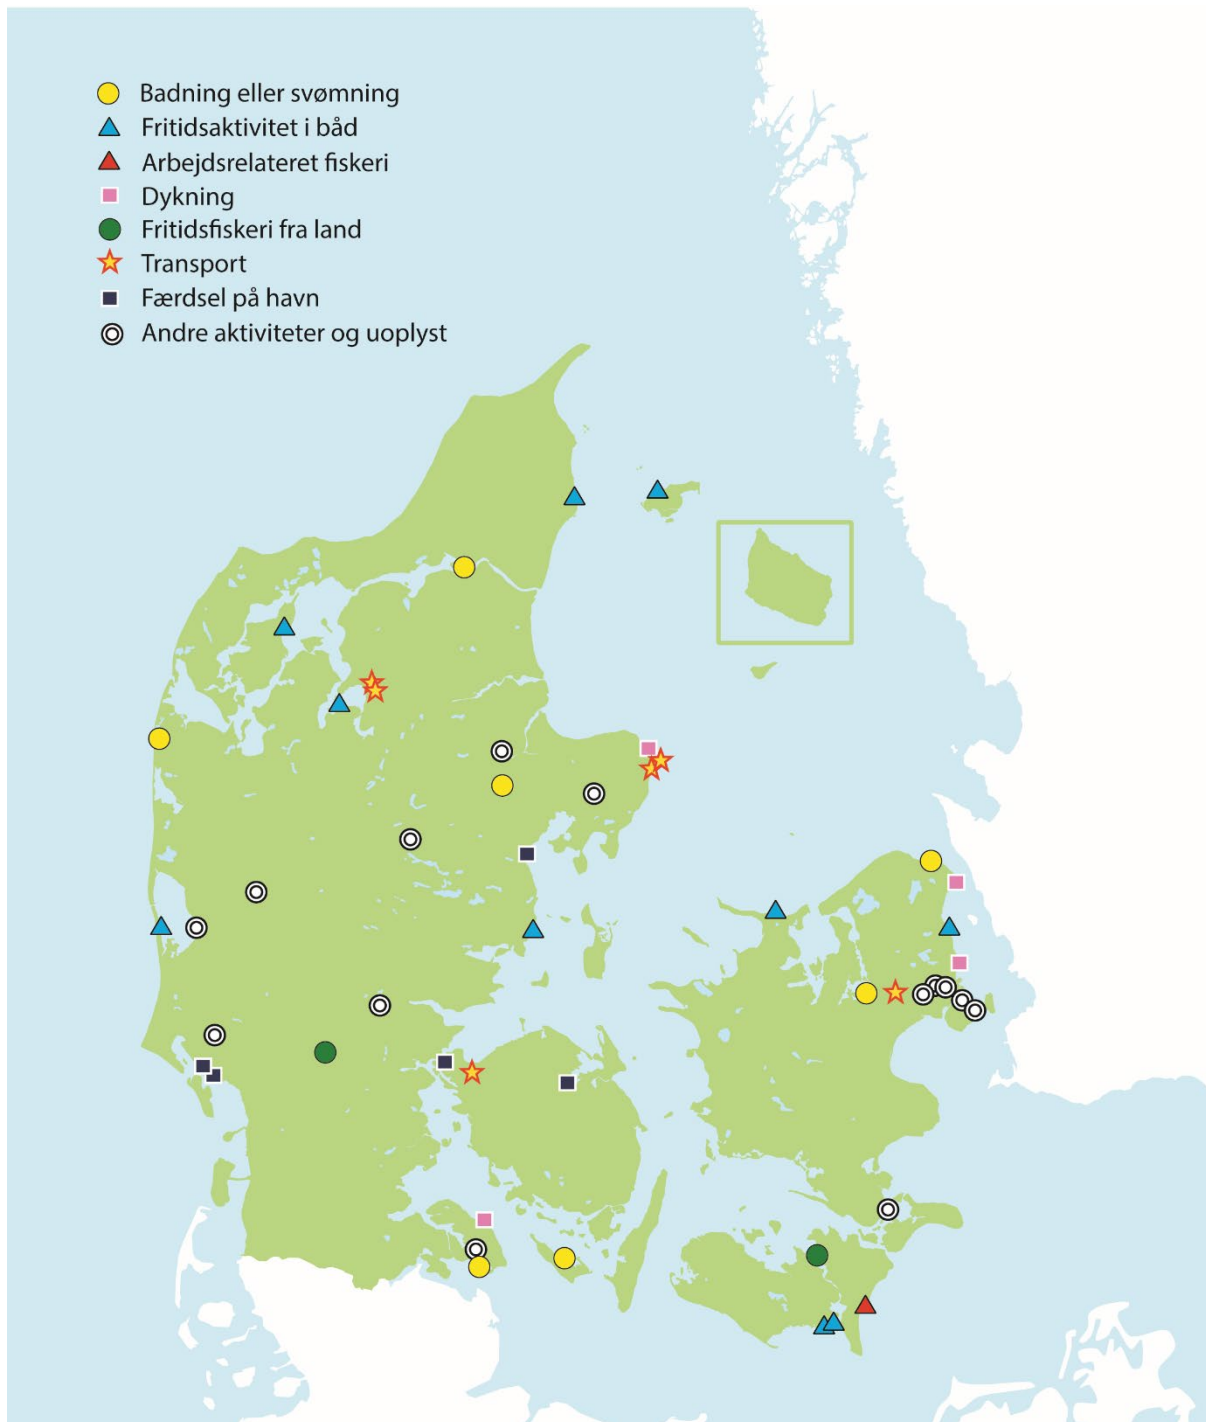 Badning eller svømning
Fritidsaktivitet i båd
Arbejdsrelateret fiskeri
Dykning
Fritidsfiskeri fra land
Transport
Færdsel på havn
Andre aktiviteter og uoplyst